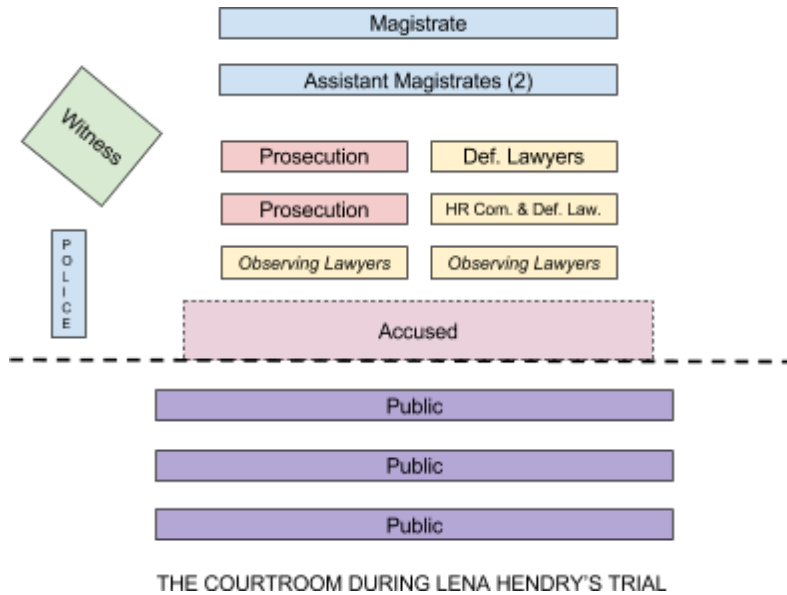 Magistrate
Assistant Magistrates (2)
Witness
Prosecution
Def. Lawyers
Prosecution
HR Com. & Def. Law.
POLICE
Observing Lawyers
Observing Lawyers
Accused
Public
Public
Public
THE COURTROOM DURING LENA HENDRY'S TRIAL